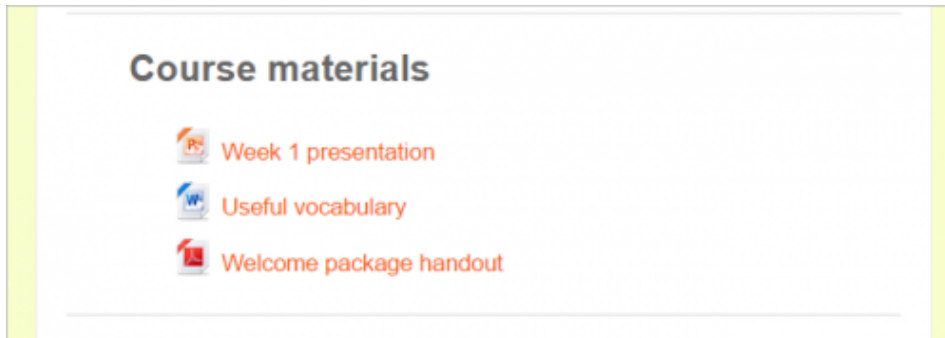 Course materials
Week 1 presentation
Useful vocabulary
Welcome package handout